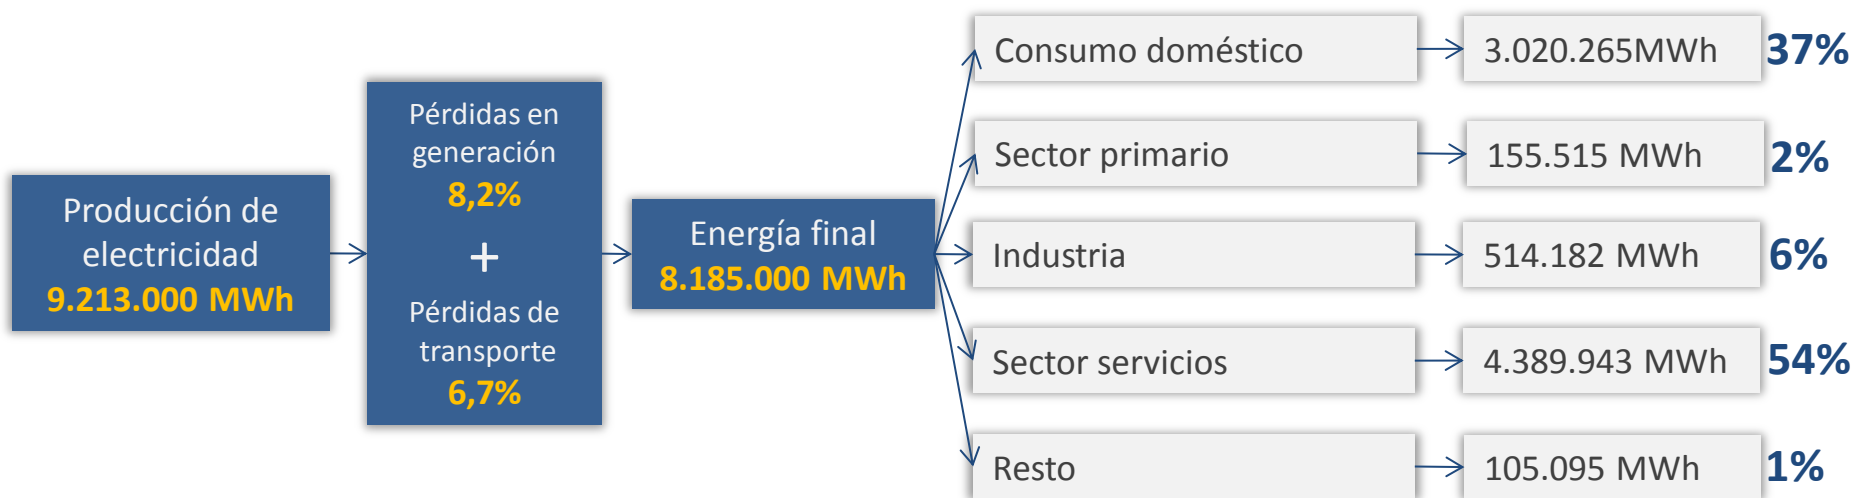 Producción de
electricidad
9.213.000 MWh
Pérdidas en
generación
8,2%
+
Pérdidas de
transporte
6,7%
Energía final
8.185.000 MWh
Consumo doméstico
3.020.265MWh
37%
Sector primario
155.515 MWh
2%
Industria
514.182 MWh
6%
Sector servicios
4.389.943 MWh
54%
Resto
105.095 MWh
1%